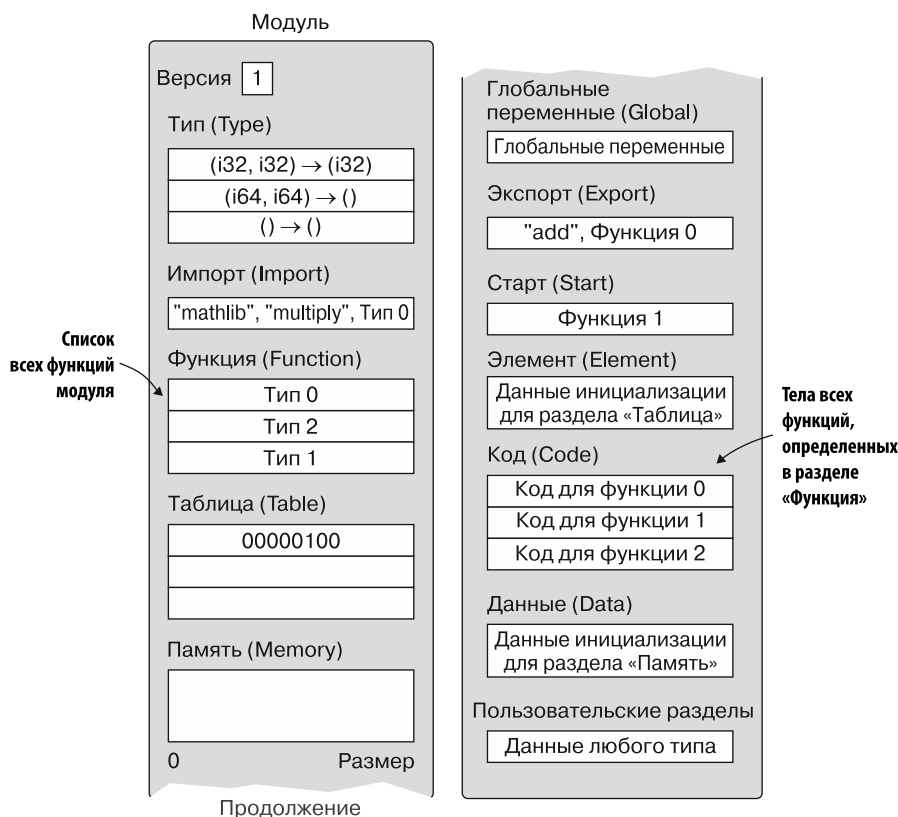 Модуль
Версия 1
Тип (Type)
(i32, i32) → (i32)
(i64, i64) → ()
() → ()
Импорт (Import)
"mathlib", "multiply", Тип 0
Список
всех функций
модуля
Функция (Function)
Тип 0
Тип 2
Тип 1
Таблица (Table)
00000100
Память (Memory)
0 Размер
Продолжение
Глобальные
переменные (Global)
Глобальные переменные
Экспорт (Export)
"add", Функция 0
Старт (Start)
Функция 1
Элемент (Element)
Данные инициализации
для раздела «Таблица»
Код (Code)
Код для функции 0
Код для функции 1
Код для функции 2
Тела всех
функций,
определенных
в разделе
«Функция»
Данные (Data)
Данные инициализации
для раздела «Память»
Пользовательские разделы
Данные любого типа